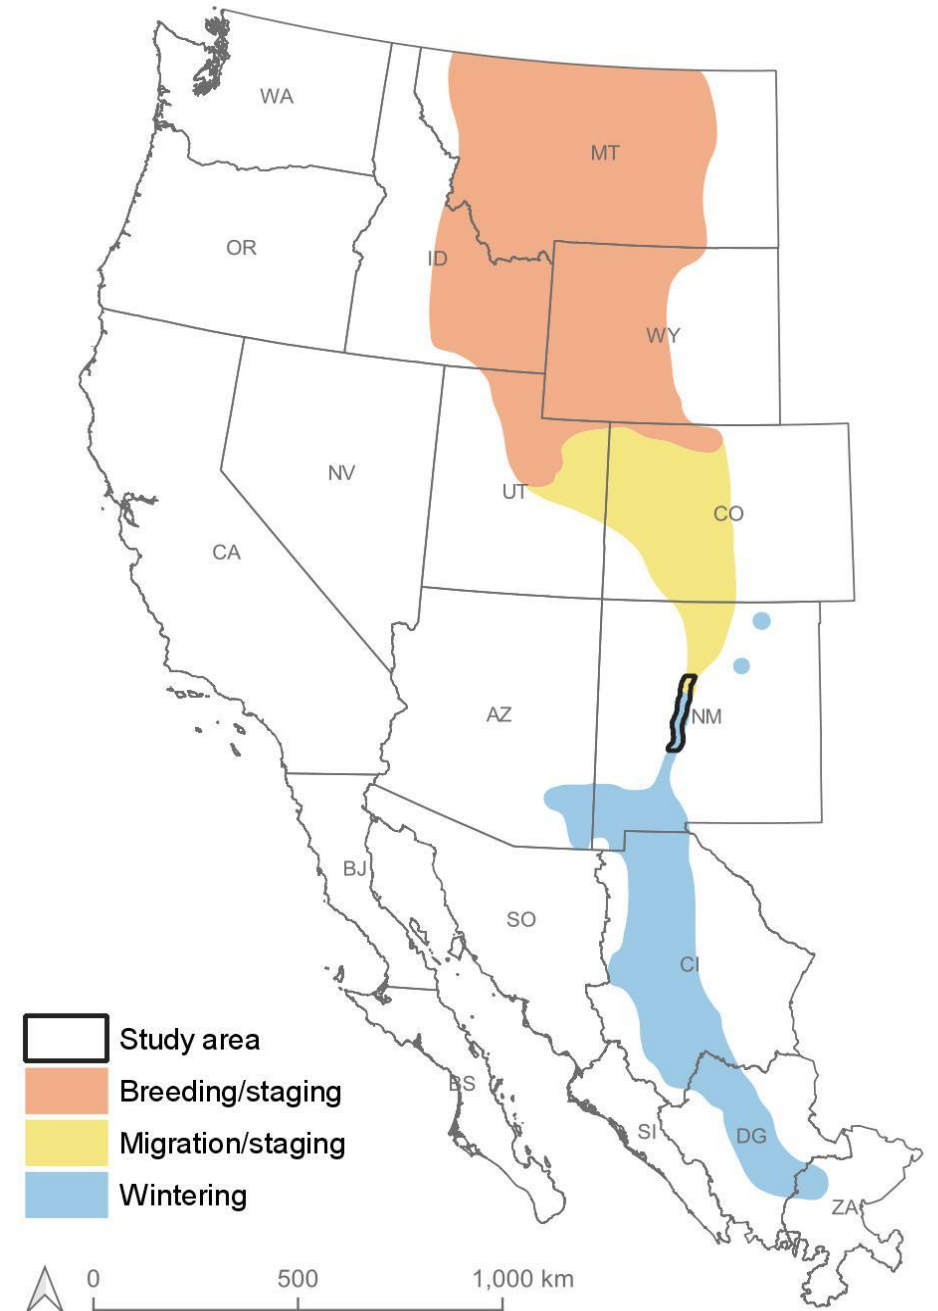 WA
MT
OR
ID
WY
NV
UT
CO
CA
AZ
NM
BJ
SO
CI
Study area
Breeding/staging
BS
Migration/staging
SI
DG
Wintering
ZA
0 500 1,000 km